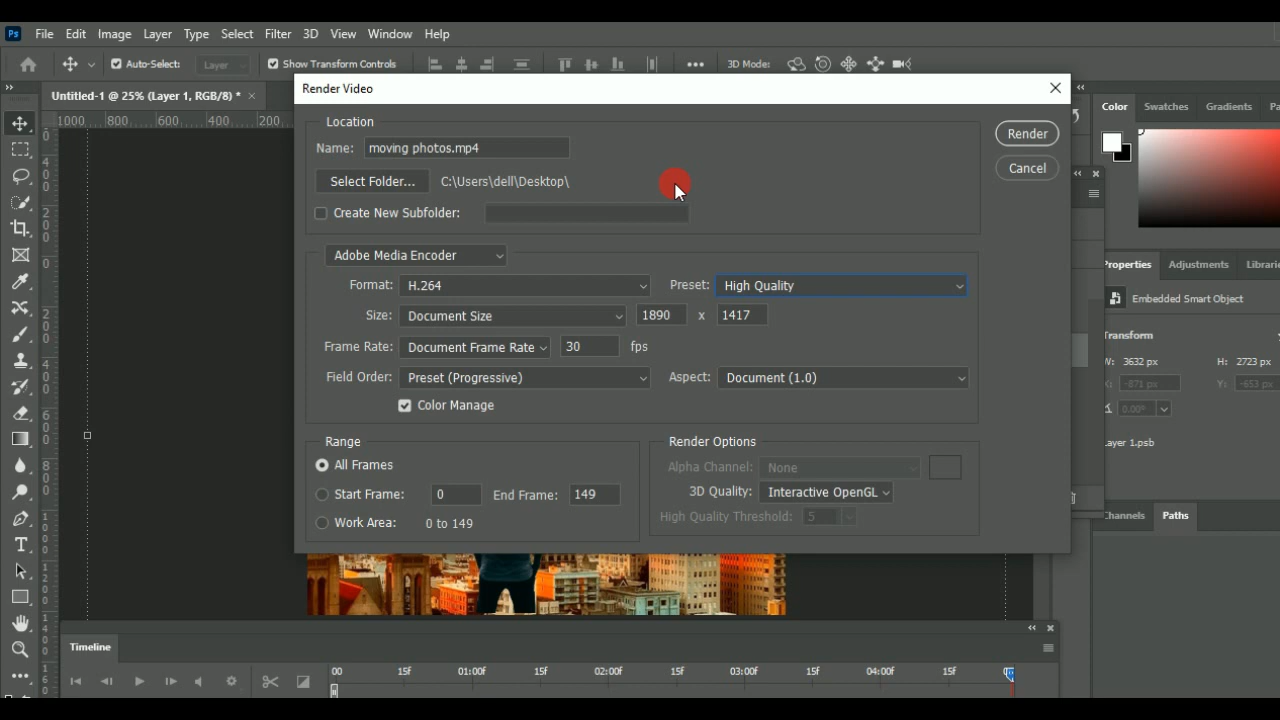 Ps File Edit Image Layer Type Select Filter 3D View Window Help
Auto-Select: Layer Show Transform Controls 3D Mode:
Untitled-1 @ 25% (Layer 1, RGB/8) *
1000 800 600 400 200
Render Video
Location
Name: moving photos.mp4
Select Folder... C:\Users\dell\Desktop\
Create New Subfolder:
Render
Cancel
Adobe Media Encoder
Format: H.264 Preset: High Quality
Size: Document Size 1890 x 1417
Frame Rate: Document Frame Rate 30 fps
Field Order: Preset (Progressive) Aspect: Document (1.0)
Color Manage
Range
All Frames
Start Frame: 0 End Frame: 149
Work Area: 0 to 149
Render Options
Alpha Channel: None
3D Quality: Interactive OpenGL
High Quality Threshold: 5
Color Swatches Gradients
Properties Adjustments
Embedded Smart Object
Transform
W: 3632 px H: 2723 px
-871 px Y: -653 px
0.00°
Layer 1.psb
Channels Paths
Timeline
00 15f 01:00f 15f 02:00f 15f 03:00f 15f 04:00f 15f